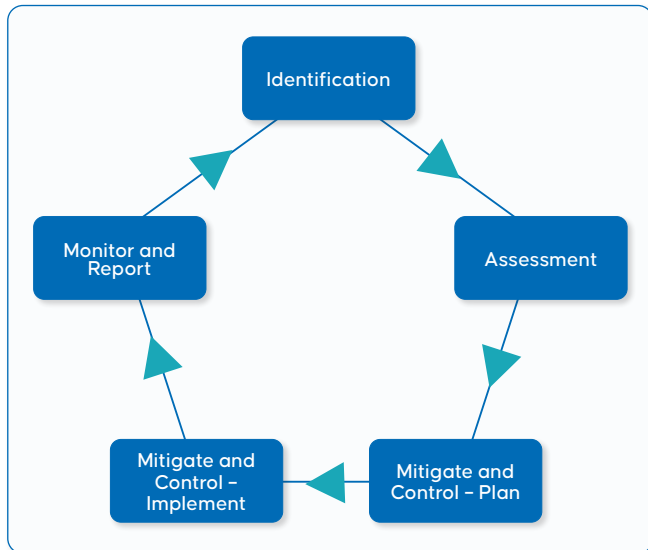 Identification
Assessment
Mitigate and
Control – Plan
Mitigate and
Control –
Implement
Monitor and
Report